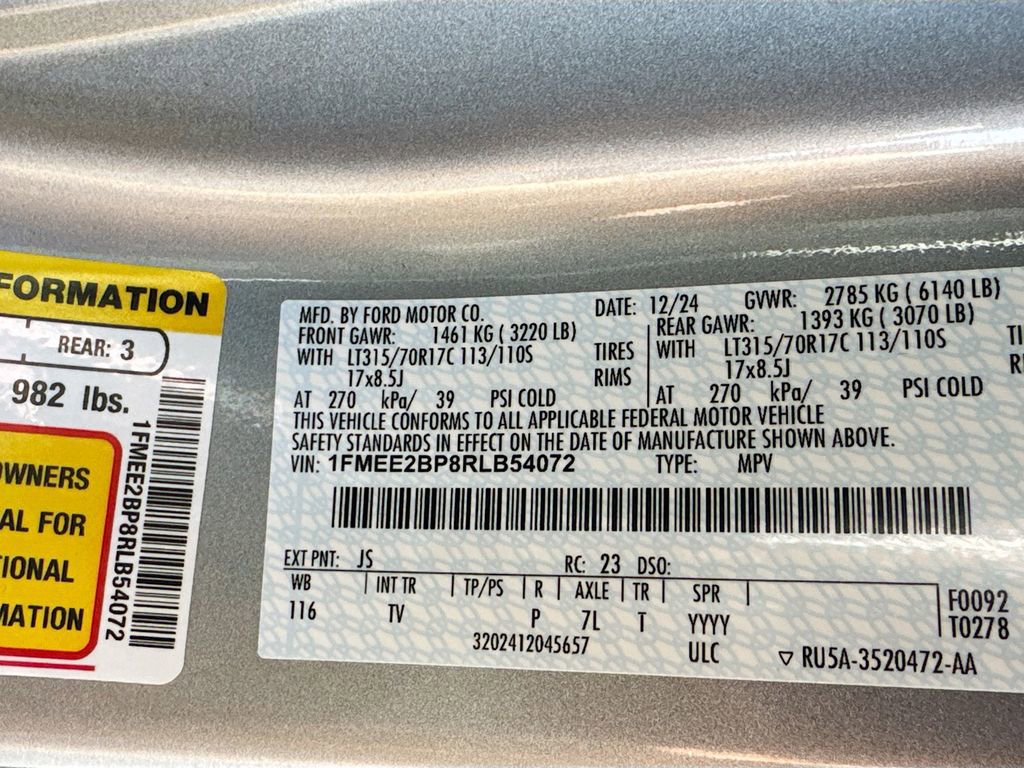 FORMATION
REAR: 3
982 lbs.
OWNERS
AL FOR
TIONAL
MATION
1FMEE2BP8RLB54072
MFD. BY FORD MOTOR CO. DATE: 12/24 GVWR: 2785 KG ( 6140 LB)
FRONT GAWR: 1461 KG ( 3220 LB) REAR GAWR: 1393 KG ( 3070 LB)
WITH LT315/70R17C 113/110S TIRES WITH LT315/70R17C 113/110S TI
17x8.5J RIMS 17x8.5J RI
AT 270 kPa/ 39 PSI COLD AT 270 kPa/ 39 PSI COLD
THIS VEHICLE CONFORMS TO ALL APPLICABLE FEDERAL MOTOR VEHICLE
SAFETY STANDARDS IN EFFECT ON THE DATE OF MANUFACTURE SHOWN ABOVE.
VIN: 1FMEE2BP8RLB54072 TYPE: MPV
EXT PNT: JS RC: 23 DSO:
WB INT TR TP/PS R AXLE TR SPR
116 TV P 7L T YYYY
F0092
T0278
3202412045657 ULC ▽ RU5A-3520472-AA